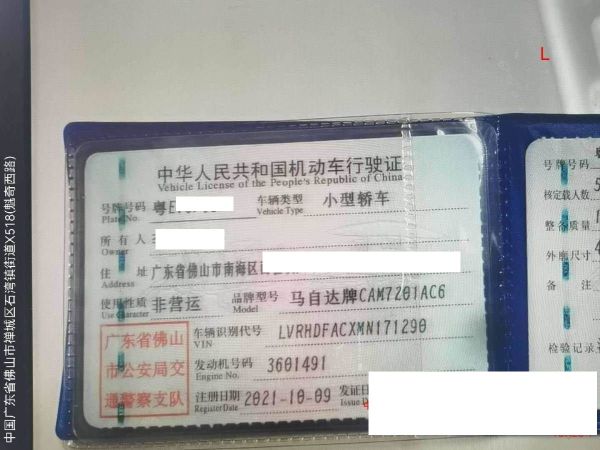 中国广东省佛山市禅城区石湾镇街道X518(魁奇西路)
L
中华人民共和国机动车行驶证
Vehicle License of the People's Republic of China
号牌号码 粤E 车辆类型 小型轿车
Plate No. Vehicle Type
所有人
Owner
住址 广东省佛山市南海区
Address
使用性质 非营运 品牌型号 马自达牌CAM7201AC6
Use Character Model
广东省佛山
市公安局交
通警察支队
车辆识别代号 LVRHDFACXMN171290
VIN
发动机号码 3601491
Engine No.
注册日期 2021-10-09 发证日
Register Date Issue
号牌号码
核定载人数
整备质量
外廓尺寸
备注
检验记录